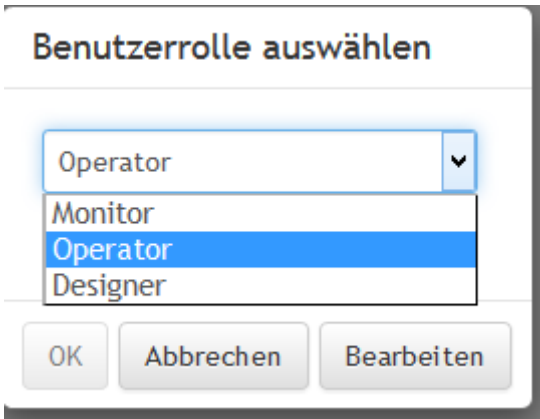 Benutzerrolle auswählen
Operator
Monitor
Operator
Designer
OK Abbrechen Bearbeiten